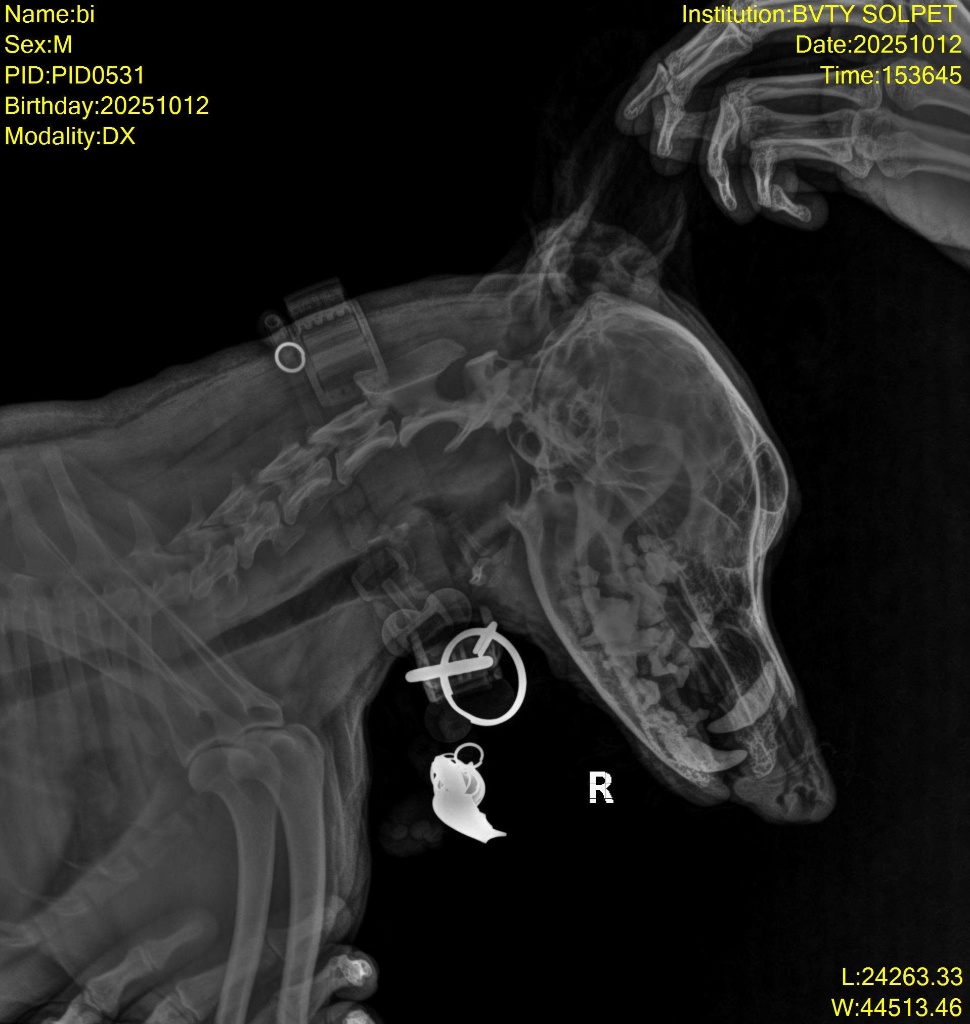 Name:bi
Sex:M
PID:PID0531
Birthday:20251012
Modality:DX
Institution:BVTY SOLPET
Date:20251012
Time:153645
R
L:24263.33
W:44513.46